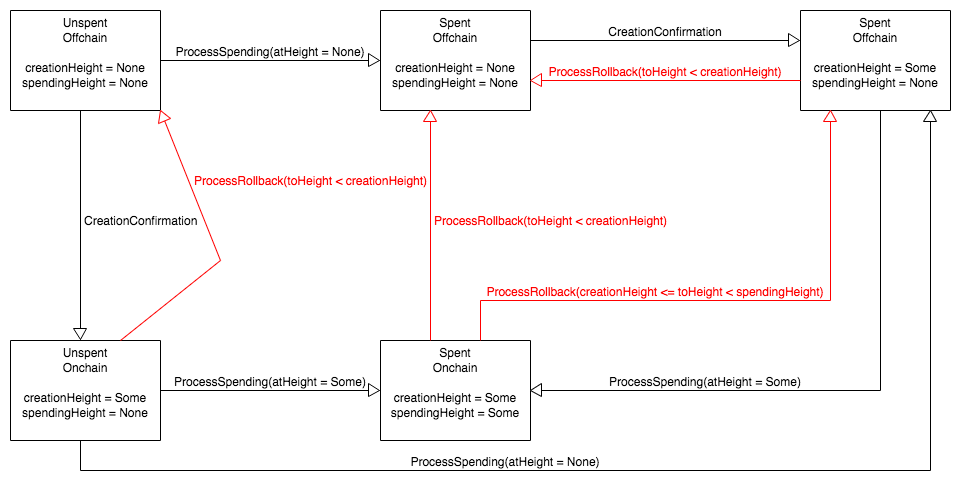 Unspent
Offchain
creationHeight = None
spendingHeight = None
ProcessSpending(atHeight = None)
Spent
Offchain
creationHeight = None
spendingHeight = None
CreationConfirmation
ProcessRollback(toHeight < creationHeight)
Spent
Offchain
creationHeight = Some
spendingHeight = None
ProcessRollback(toHeight < creationHeight)
CreationConfirmation
ProcessRollback(toHeight < creationHeight)
ProcessRollback(creationHeight <= toHeight < spendingHeight)
Unspent
Onchain
creationHeight = Some
spendingHeight = None
ProcessSpending(atHeight = Some)
Spent
Onchain
creationHeight = Some
spendingHeight = Some
ProcessSpending(atHeight = Some)
ProcessSpending(atHeight = None)